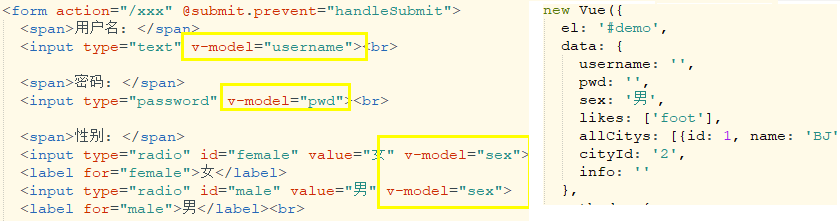 <form action="/xxx" @submit.prevent="handleSubmit">
<span>用户名: </span>
<input type="text" v-model="username"><br>
<span>密码: </span>
<input type="password" v-model="pwd"><br>
<span>性别: </span>
<input type="radio" id="female" value="女" v-model="sex">
<label for="female">女</label>
<input type="radio" id="male" value="男" v-model="sex">
<label for="male">男</label><br>
new Vue({
el: '#demo',
data: {
username: '',
pwd: '',
sex: '男',
likes: ['foot'],
allCitys: [{id: 1, name: 'BJ'
cityId: '2',
info: ''
},